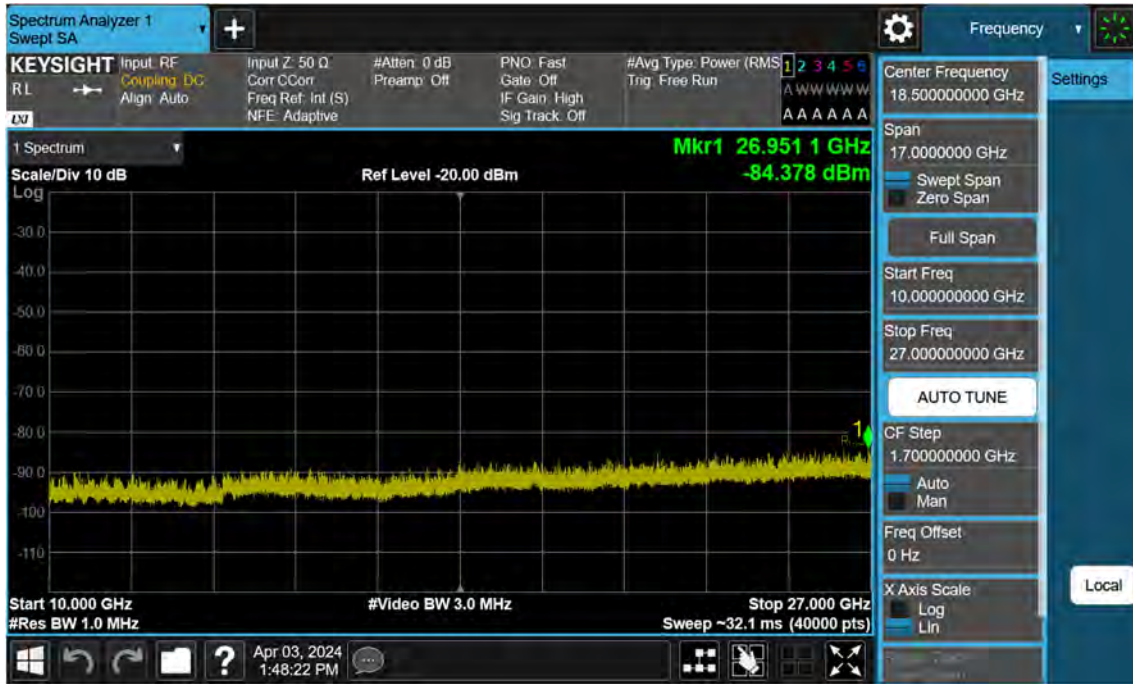 Spectrum Analyzer 1
Swept SA
Frequency
KEYSIGHT
RL
LXI
Input: RF
Coupling: DC
Align: Auto
Input Z: 50 Ω
Corr CCorr
Freq Ref: Int (S)
NFE: Adaptive
#Atten: 0 dB
Preamp: Off
PNO: Fast
Gate: Off
IF Gain: High
Sig Track: Off
#Avg Type: Power (RMS
Trig: Free Run
1 2 3 4 5 6
A W W W W W
A A A A A A
Center Frequency
18.500000000 GHz
Settings
1 Spectrum
Mkr1 26.951 1 GHz
-84.378 dBm
Scale/Div 10 dB
Ref Level -20.00 dBm
Log
-30.0
-40.0
-50.0
-60.0
-70.0
-80.0
-90.0
-100
-110
1
Start 10.000 GHz
#Video BW 3.0 MHz
Stop 27.000 GHz
#Res BW 1.0 MHz
Sweep ~32.1 ms (40000 pts)
Span
17.0000000 GHz
Swept Span
Zero Span
Full Span
Start Freq
10.000000000 GHz
Stop Freq
27.000000000 GHz
AUTO TUNE
CF Step
1.700000000 GHz
Auto
Man
Freq Offset
0 Hz
X Axis Scale
Log
Lin
Local
?
Apr 03, 2024
1:48:22 PM